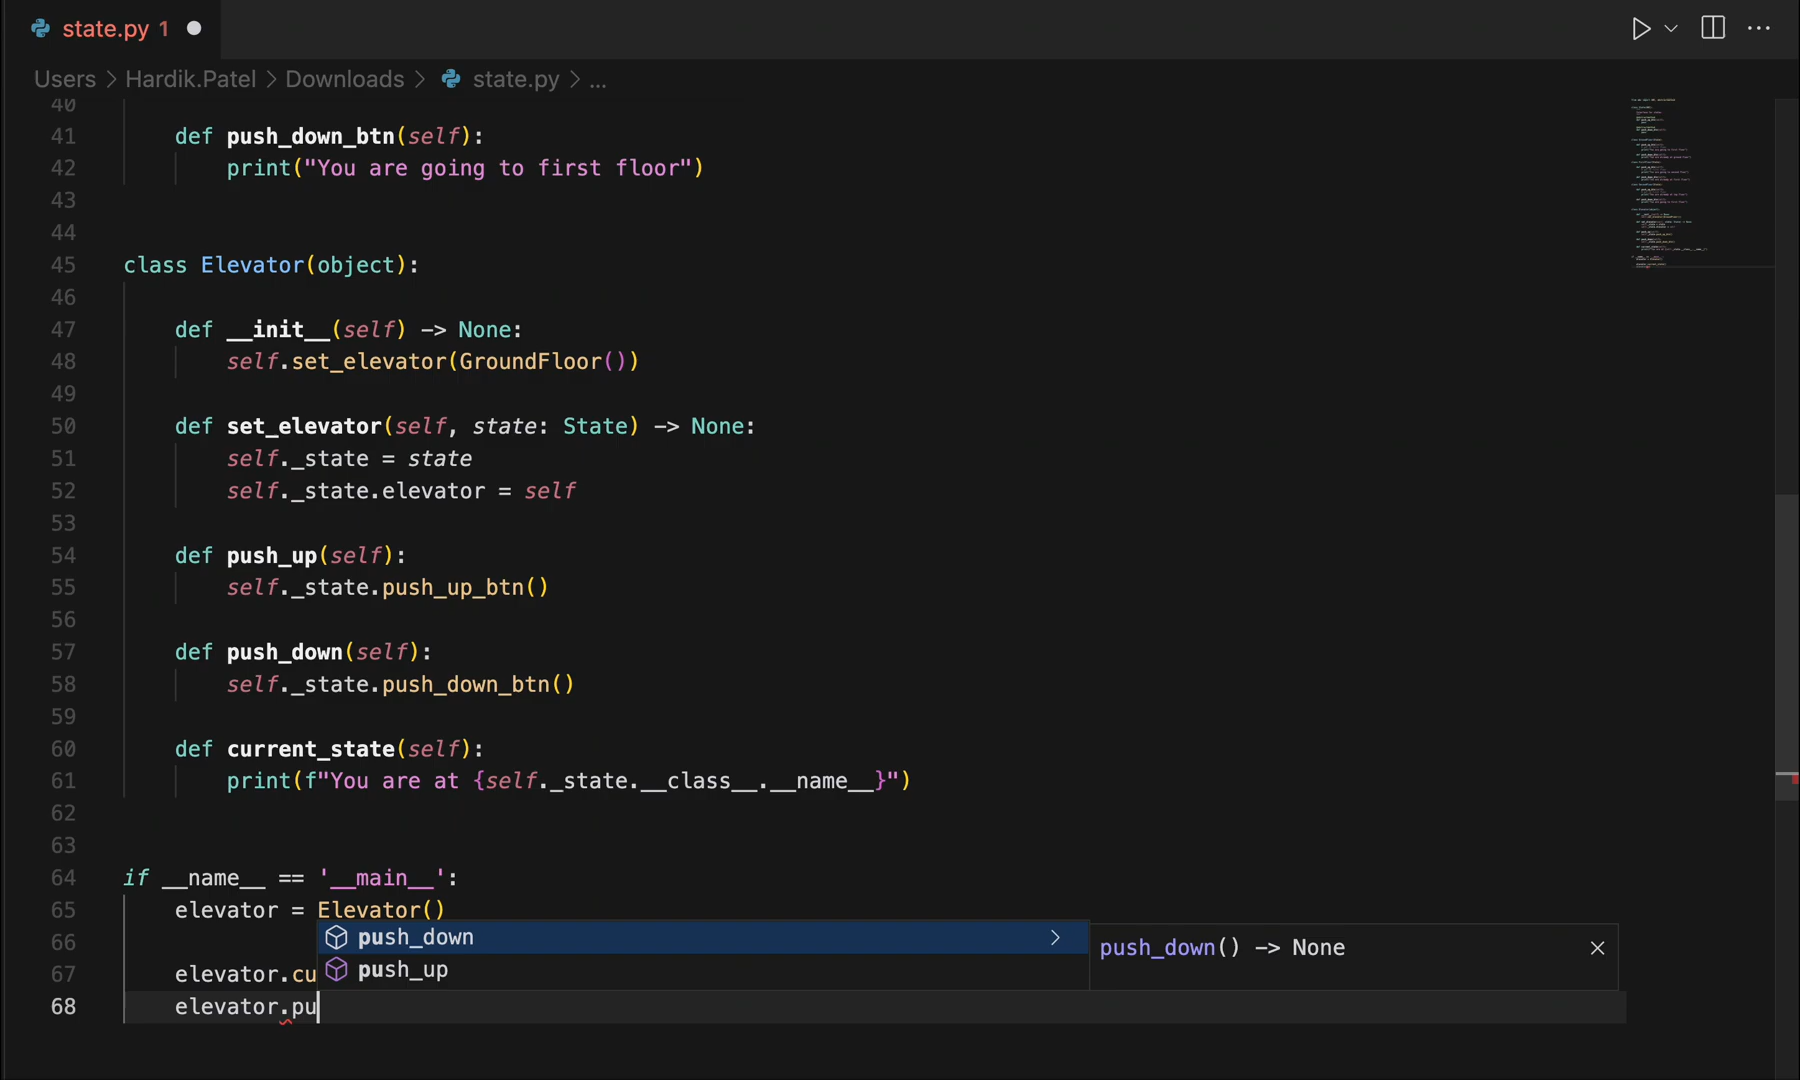 state.py 1
Users > Hardik.Patel > Downloads > state.py > ...
40
41 def push_down_btn(self):
42 print("You are going to first floor")
43
44
45 class Elevator(object):
46
47 def __init__(self) -> None:
48 self.set_elevator(GroundFloor())
49
50 def set_elevator(self, state: State) -> None:
51 self._state = state
52 self._state.elevator = self
53
54 def push_up(self):
55 self._state.push_up_btn()
56
57 def push_down(self):
58 self._state.push_down_btn()
59
60 def current_state(self):
61 print(f"You are at {self._state.__class__.__name__}")
62
63
64 if __name__ == '__main__':
65 elevator = Elevator()
66
push_down
push_down() -> None
67 elevator.cu
push_up
68 elevator.pu